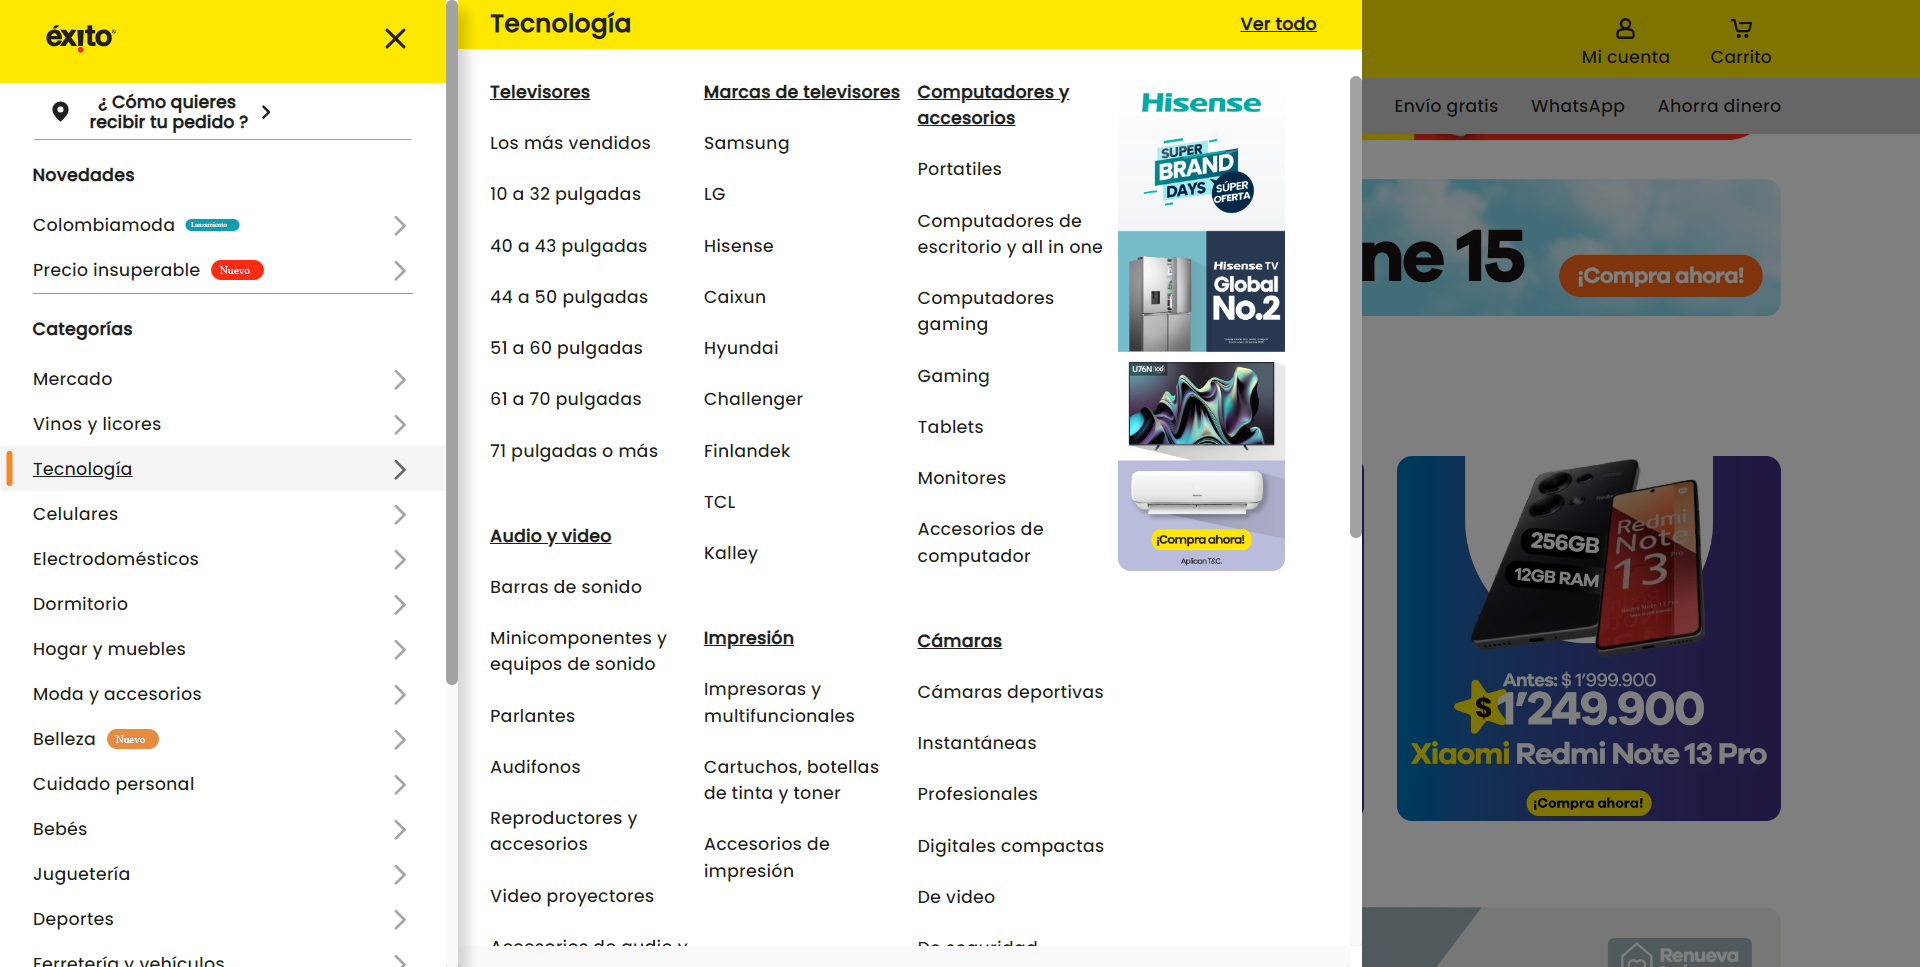 éxito
¿ Cómo quieres
recibir tu pedido ?
Novedades
Colombiamoda Lanzamiento
Precio insuperable Nuevo
Categorías
Mercado
Vinos y licores
Tecnología
Celulares
Electrodomésticos
Dormitorio
Hogar y muebles
Moda y accesorios
Belleza Nuevo
Cuidado personal
Bebés
Juguetería
Deportes
Ferretería y vehículos
Tecnología
Ver todo
Televisores
Los más vendidos
10 a 32 pulgadas
40 a 43 pulgadas
44 a 50 pulgadas
51 a 60 pulgadas
61 a 70 pulgadas
71 pulgadas o más
Audio y video
Barras de sonido
Minicomponentes y
equipos de sonido
Parlantes
Audifonos
Reproductores y
accesorios
Video proyectores
Accesorios de audio y
Marcas de televisores
Samsung
LG
Hisense
Caixun
Hyundai
Challenger
Finlandek
TCL
Kalley
Impresión
Impresoras y
multifuncionales
Cartuchos, botellas
de tinta y toner
Accesorios de
impresión
Computadores y
accesorios
Portatiles
Computadores de
escritorio y all in one
Computadores
gaming
Gaming
Tablets
Monitores
Accesorios de
computador
Cámaras
Cámaras deportivas
Instantáneas
Profesionales
Digitales compactas
De video
De seguridad
Hisense
SUPER
BRAND
DAYS
SÚPER
OFERTA
Hisense TV
Global
No.2
U76N
¡Compra ahora!
Aplican T&C.
Mi cuenta
Carrito
Envío gratis
WhatsApp
Ahorra dinero
ne 15
¡Compra ahora!
256GB
12GB RAM
Redmi
Note
13 Pro
Antes: $ 1'999.900
$ 1'249.900
Xiaomi Redmi Note 13 Pro
¡Compra ahora!
Renueva